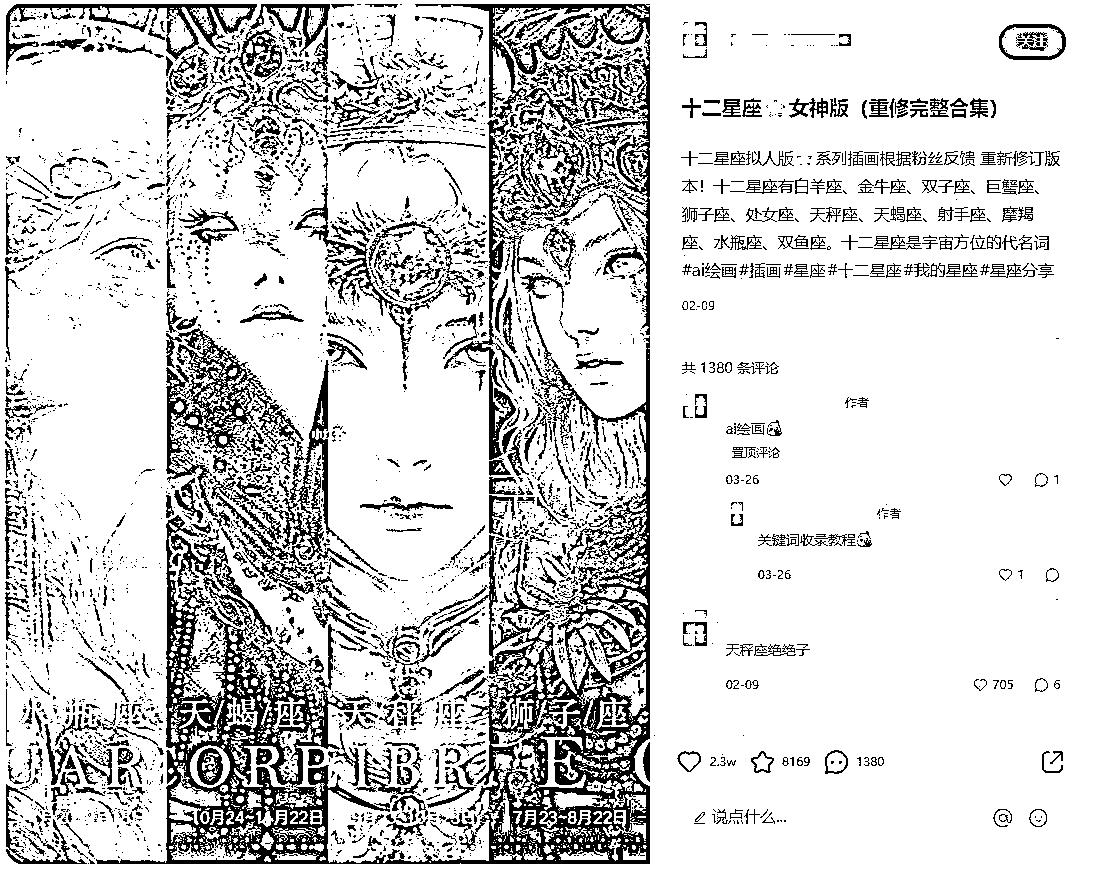 水/瓶/座
天/蝎/座
天/秤/座
狮/子/座
UAR
CORP
IBR
E O
10月24~11月22日
7月23~8月22日
关注
十二星座 女神版（重修完整合集）
十二星座拟人版 系列插画根据粉丝反馈 重新修订版
本！十二星座有白羊座、金牛座、双子座、巨蟹座、
狮子座、处女座、天秤座、天蝎座、射手座、摩羯
座、水瓶座、双鱼座。十二星座是宇宙方位的代名词
#ai绘画#插画#星座#十二星座#我的星座#星座分享
02-09
共 1380 条评论
作者
ai绘画
置顶评论
03-26
1
作者
关键词收录教程
03-26
1
天秤座绝绝子
02-09
705 6
2.3w 8169 1380
说点什么...